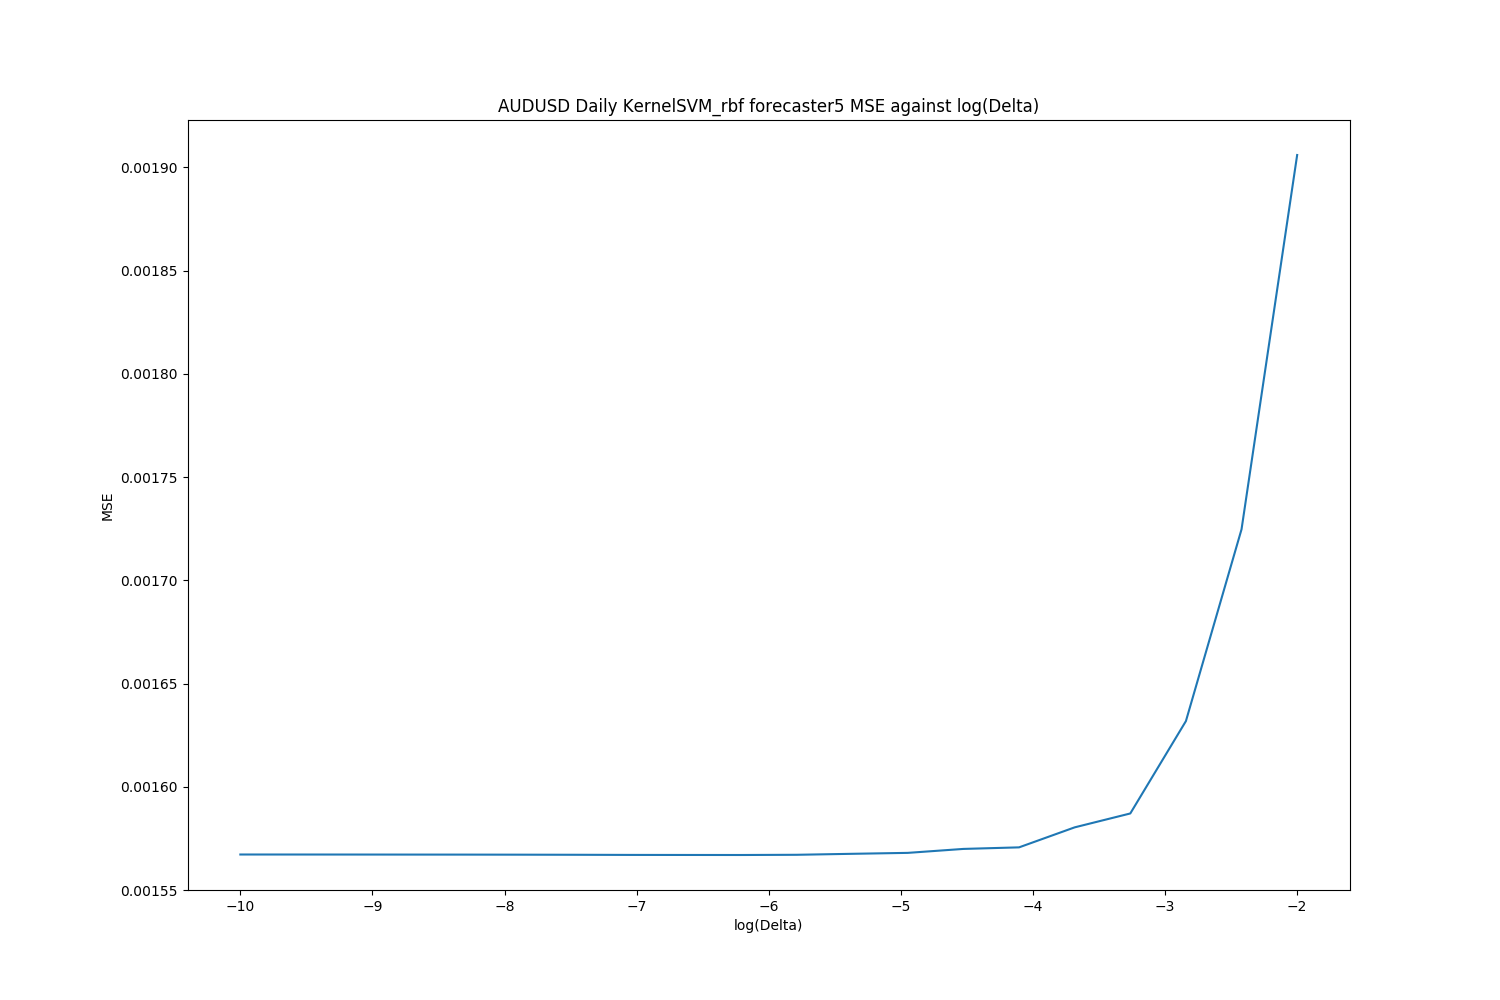 AUDUSD Daily KernelSVM_rbf forecaster5 MSE against log(Delta)
0.00190
0.00185
0.00180
0.00175
MSE
0.00170
0.00165
0.00160
0.00155
−10 −9 −8 −7 −6 −5 −4 −3 −2
log(Delta)